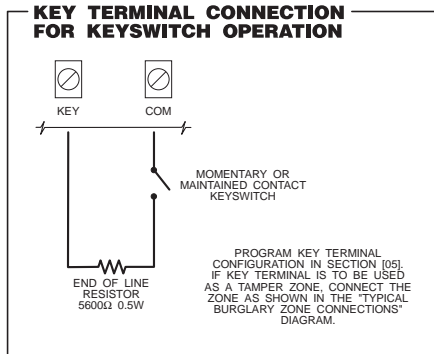 KEY TERMINAL CONNECTION
FOR KEYSWITCH OPERATION
KEY
COM
MOMENTARY OR
MAINTAINED CONTACT
KEYSWITCH
END OF LINE
RESISTOR
5600Ω 0.5W
PROGRAM KEY TERMINAL
CONFIGURATION IN SECTION [05].
IF KEY TERMINAL IS TO BE USED
AS A TAMPER ZONE, CONNECT THE
ZONE AS SHOWN IN THE "TYPICAL
BURGLARY ZONE CONNECTIONS"
DIAGRAM.